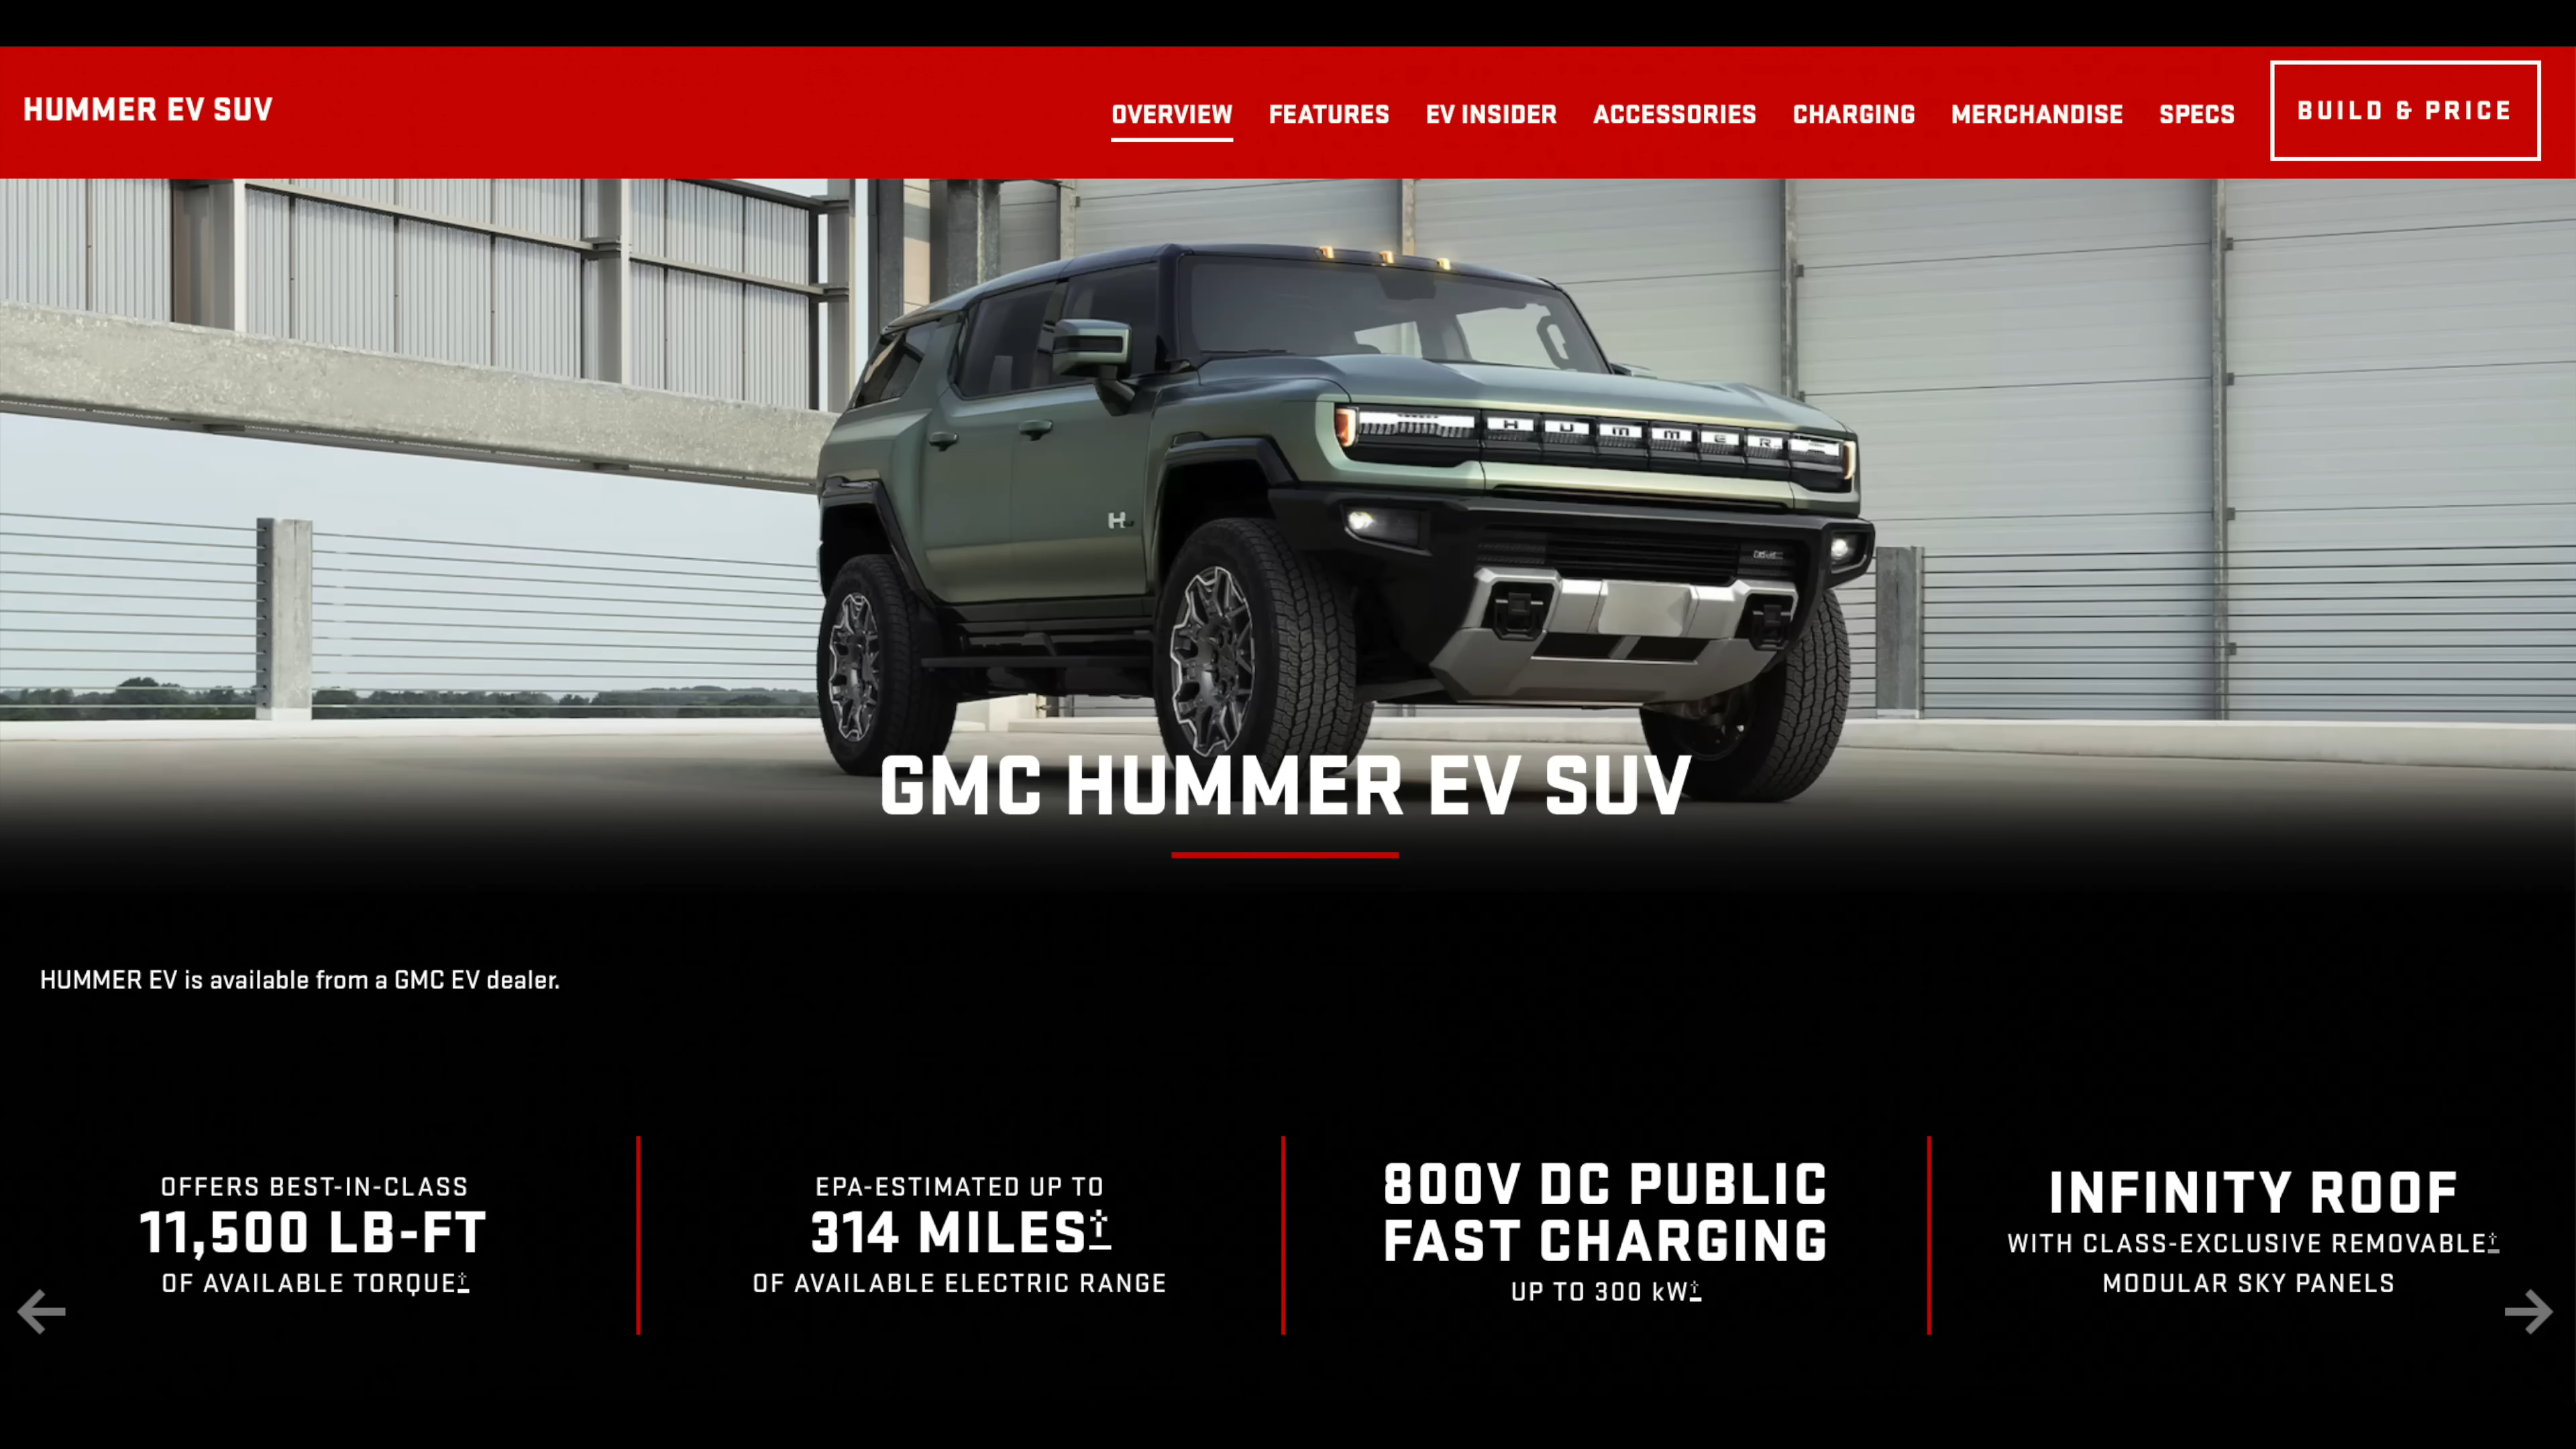 HUMMER EV SUV
OVERVIEW FEATURES EV INSIDER ACCESSORIES CHARGING MERCHANDISE SPECS BUILD & PRICE
HUMMER
H
GMC HUMMER EV SUV
HUMMER EV is available from a GMC EV dealer.
OFFERS BEST-IN-CLASS
11,500 LB-FT
OF AVAILABLE TORQUE†
EPA-ESTIMATED UP TO
314 MILES†
OF AVAILABLE ELECTRIC RANGE
800V DC PUBLIC
FAST CHARGING
UP TO 300 kW†
INFINITY ROOF
WITH CLASS-EXCLUSIVE REMOVABLE†
MODULAR SKY PANELS